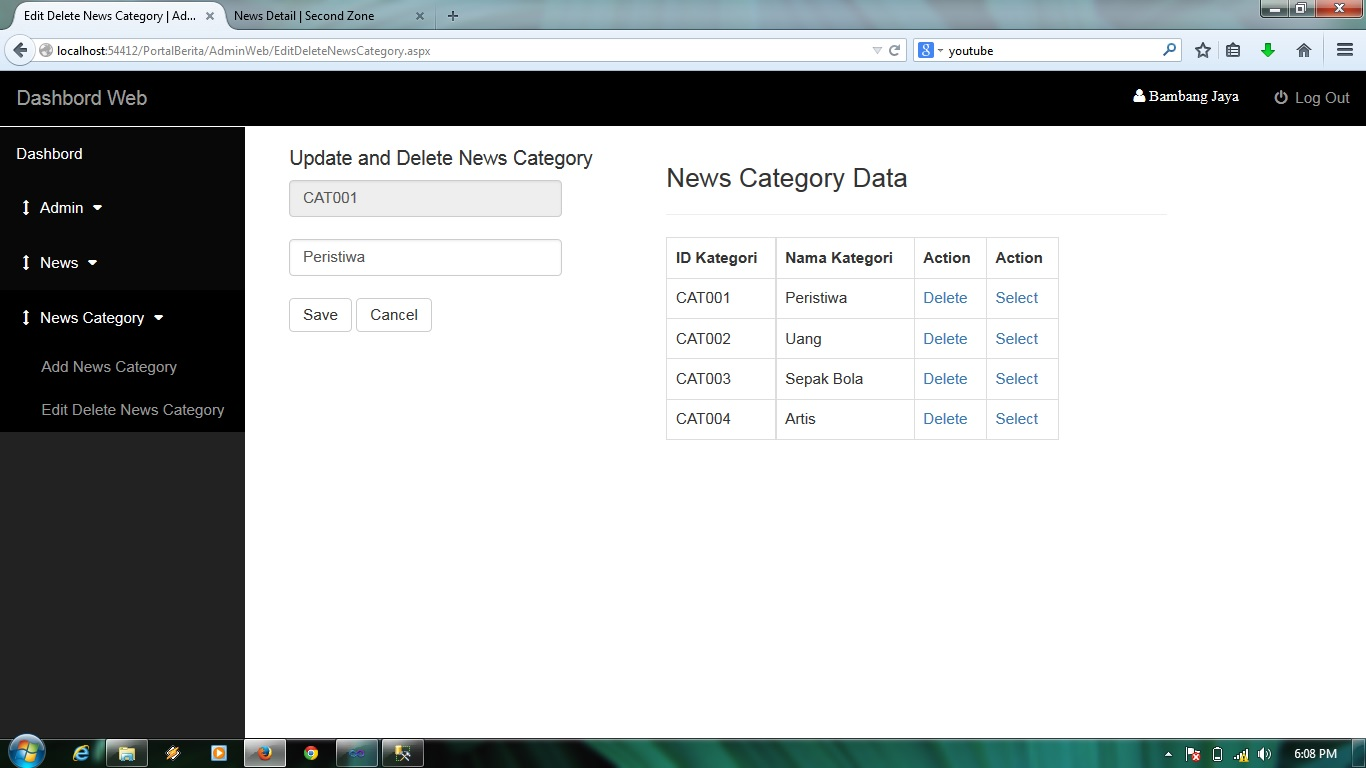 Edit Delete News Category | Ad...
News Detail | Second Zone
localhost:54412/PortalBerita/AdminWeb/EditDeleteNewsCategory.aspx
8
youtube
Dashbord Web
Bambang Jaya
Log Out
Dashbord
Admin
News
News Category
Add News Category
Edit Delete News Category
Update and Delete News Category
CAT001
Peristiwa
Save Cancel
News Category Data
ID Kategori Nama Kategori Action Action
CAT001 Peristiwa Delete Select
CAT002 Uang Delete Select
CAT003 Sepak Bola Delete Select
CAT004 Artis Delete Select
6:08 PM